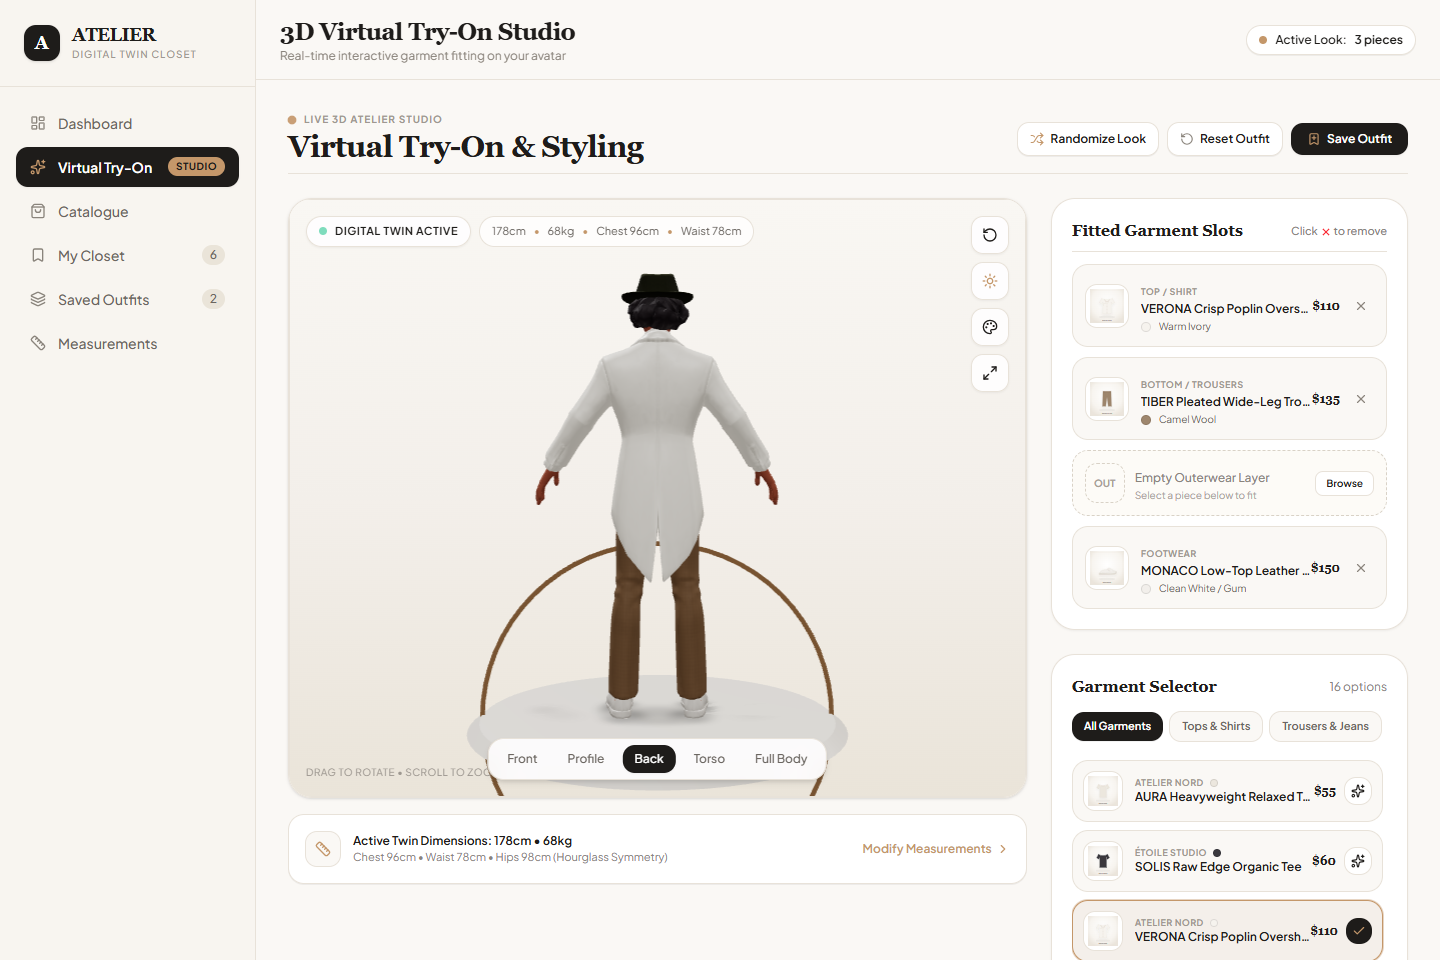 A
ATELIER
DIGITAL TWIN CLOSET
Dashboard
Virtual Try-On STUDIO
Catalogue
My Closet 6
Saved Outfits 2
Measurements
3D Virtual Try-On Studio
Real-time interactive garment fitting on your avatar
Active Look: 3 pieces
LIVE 3D ATELIER STUDIO
Virtual Try-On & Styling
Randomize Look
Reset Outfit
Save Outfit
DIGITAL TWIN ACTIVE
178cm • 68kg • Chest 96cm • Waist 78cm
DRAG TO ROTATE • SCROLL TO ZOO
Front Profile Back Torso Full Body
Active Twin Dimensions: 178cm • 68kg
Chest 96cm • Waist 78cm • Hips 98cm (Hourglass Symmetry)
Modify Measurements
Fitted Garment Slots
Click × to remove
TOP / SHIRT
VERONA Crisp Poplin Overs... $110
Warm Ivory
BOTTOM / TROUSERS
TIBER Pleated Wide-Leg Tro... $135
Camel Wool
OUT
Empty Outerwear Layer
Select a piece below to fit
Browse
FOOTWEAR
MONACO Low-Top Leather ... $150
Clean White / Gum
Garment Selector
16 options
All Garments Tops & Shirts Trousers & Jeans
ATELIER NORD
AURA Heavyweight Relaxed T... $55
ÉTOILE STUDIO
SOLIS Raw Edge Organic Tee $60
ATELIER NORD
VERONA Crisp Poplin Oversh... $110